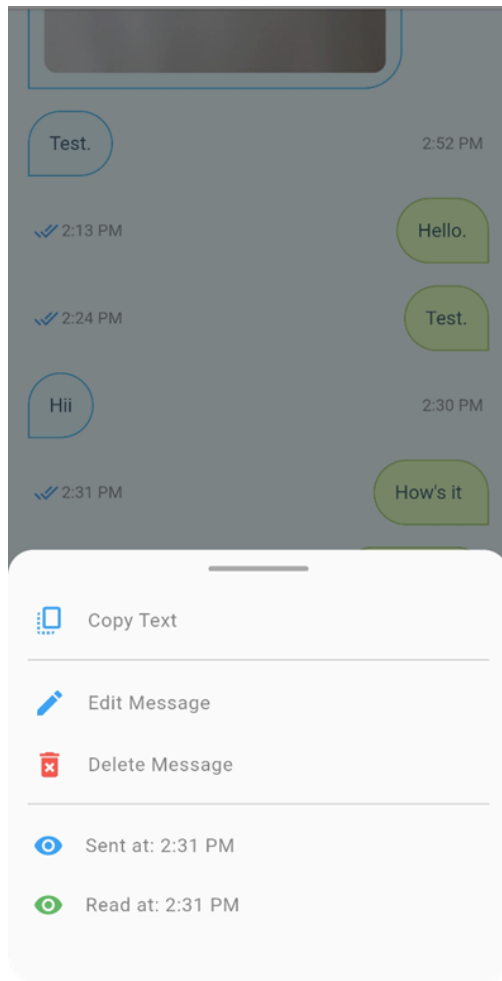 Test.
2:52 PM
2:13 PM
Hello.
2:24 PM
Test.
Hii
2:30 PM
2:31 PM
How's it
Copy Text
Edit Message
Delete Message
Sent at: 2:31 PM
Read at: 2:31 PM